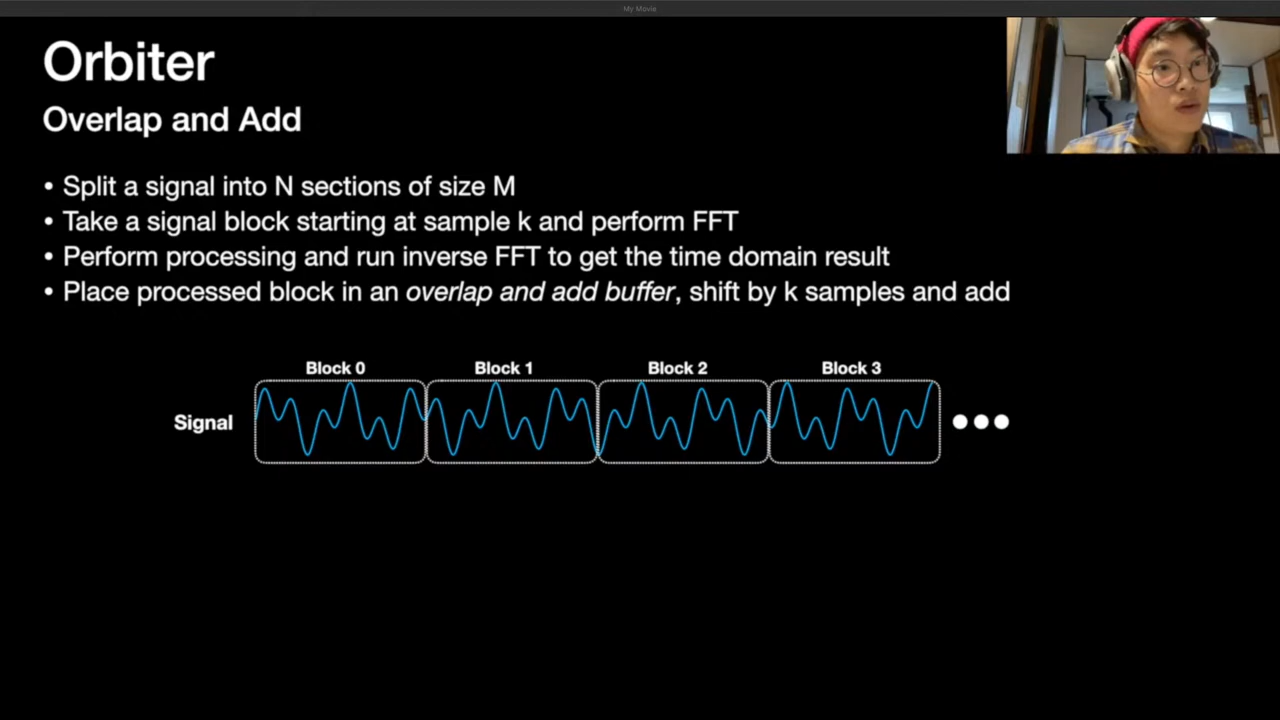 My Movie
Orbiter
Overlap and Add
• Split a signal into N sections of size M
• Take a signal block starting at sample k and perform FFT
• Perform processing and run inverse FFT to get the time domain result
• Place processed block in an overlap and add buffer, shift by k samples and add
Block 0 Block 1 Block 2 Block 3
Signal